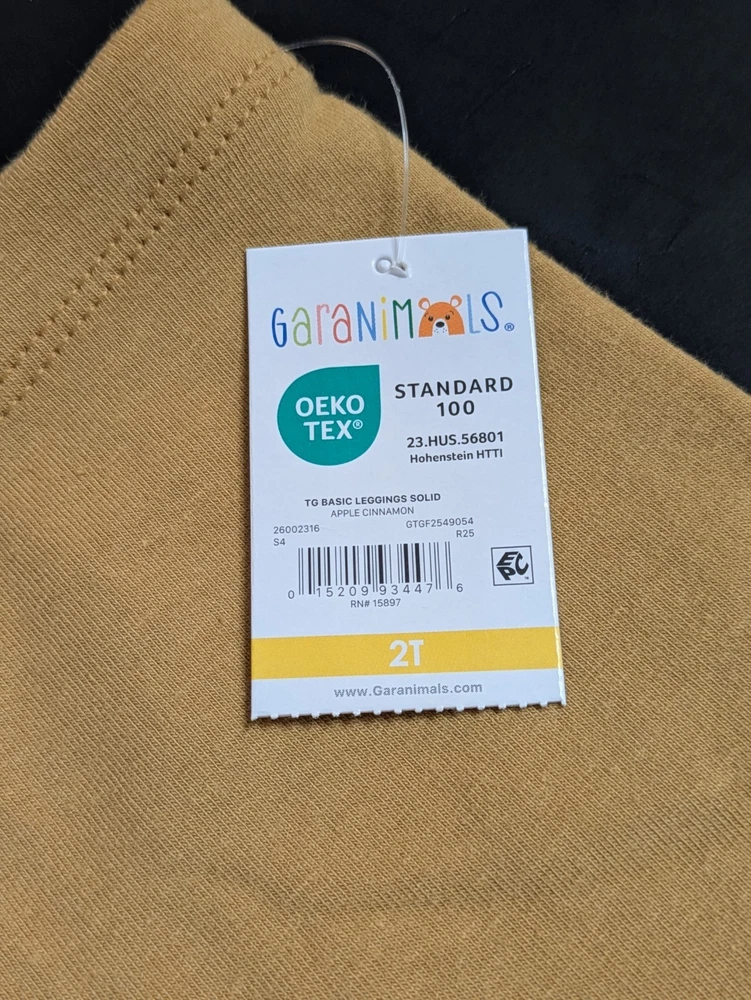 GaraNiMALS®
OEKO
TEX®
STANDARD
100
23.HUS.56801
Hohenstein HTTI
TG BASIC LEGGINGS SOLID
APPLE CINNAMON
26002316
GTGF2549054
S4
R25
EPC™
0 15209 93447 6
RN# 15897
2T
www.Garanimals.com